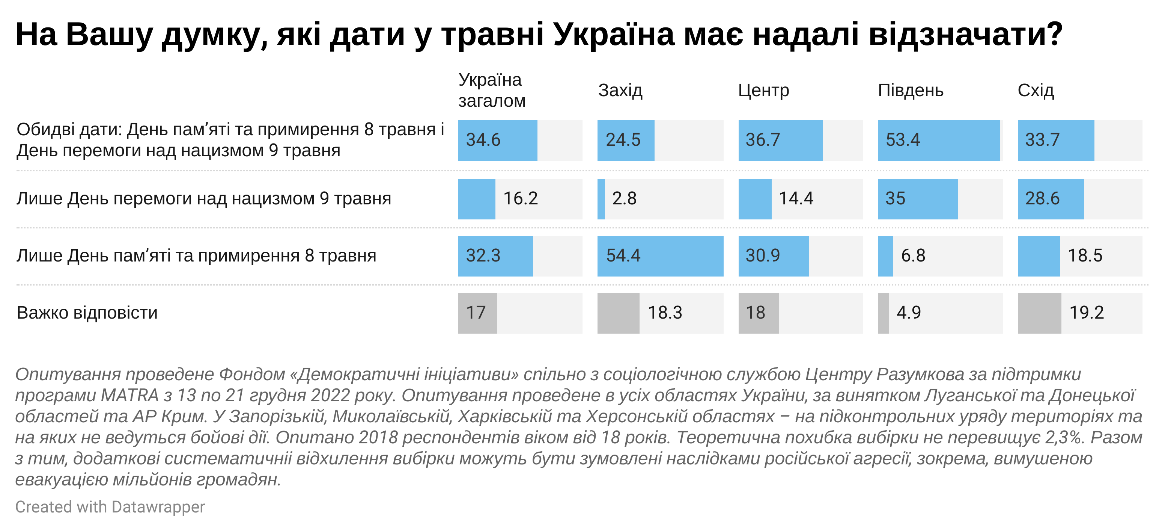 На Вашу думку, які дати у травні Україна має надалі відзначати?
Україна
загалом
Захід
Центр
Південь
Схід
Обидві дати: День пам’яті та примирення 8 травня і
День перемоги над нацизмом 9 травня
34.6
24.5
36.7
53.4
33.7
Лише День перемоги над нацизмом 9 травня
16.2
2.8
14.4
35
28.6
Лише День пам’яті та примирення 8 травня
32.3
54.4
30.9
6.8
18.5
Важко відповісти
17
18.3
18
4.9
19.2
Опитування проведене Фондом «Демократичні ініціативи» спільно з соціологічною службою Центру Разумкова за підтримки
програми MATRA з 13 по 21 грудня 2022 року. Опитування проведене в усіх областях України, за винятком Луганської та Донецької
областей та АР Крим. У Запорізькій, Миколаївській, Харківській та Херсонській областях – на підконтрольних уряду територіях та
на яких не ведуться бойові дії. Опитано 2018 респондентів віком від 18 років. Теоретична похибка вибірки не перевищує 2,3%. Разом
з тим, додаткові систематичніі відхилення вибірки можуть бути зумовлені наслідками російської агресії, зокрема, вимушеною
евакуацією мільйонів громадян.
Created with Datawrapper